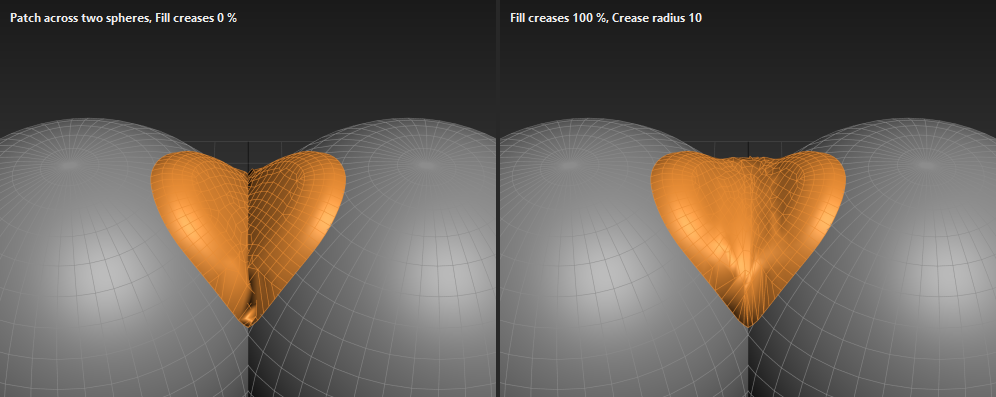 Patch across two spheres, Fill creases 0 %
Fill creases 100 %, Crease radius 10